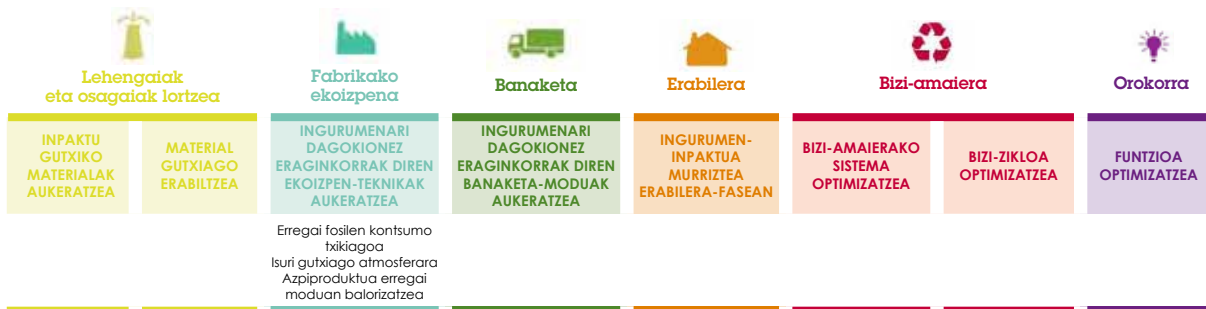 Lehengaiak
eta osagaiak lortzea
Fabrikako
ekoizpena
Banaketa
Erabilera
Bizi-amaiera
Orokorra
INPAKTU
GUTXIKO
MATERIALAK
AUKERATZEA
MATERIAL
GUTXIAGO
ERABILTZEA
INGURUMENARI
DAGOKIONEZ
ERAGINKORRAK DIREN
EKOIZPEN-TEKNIKAK
AUKERATZEA
INGURUMENARI
DAGOKIONEZ
ERAGINKORRAK DIREN
BANAKETA-MODUAK
AUKERATZEA
INGURUMEN-
INPAKTUA
MURRIZTEA
ERABILERA-FASEAN
BIZI-AMAIERAKO
SISTEMA
OPTIMIZATZEA
BIZI-ZIKLOA
OPTIMIZATZEA
FUNTZIOA
OPTIMIZATZEA
Erregai fosilen kontsumo
txikiagoa
Isuri gutxiago atmosferara
Azpiproduktua erregai
moduan balorizatzea